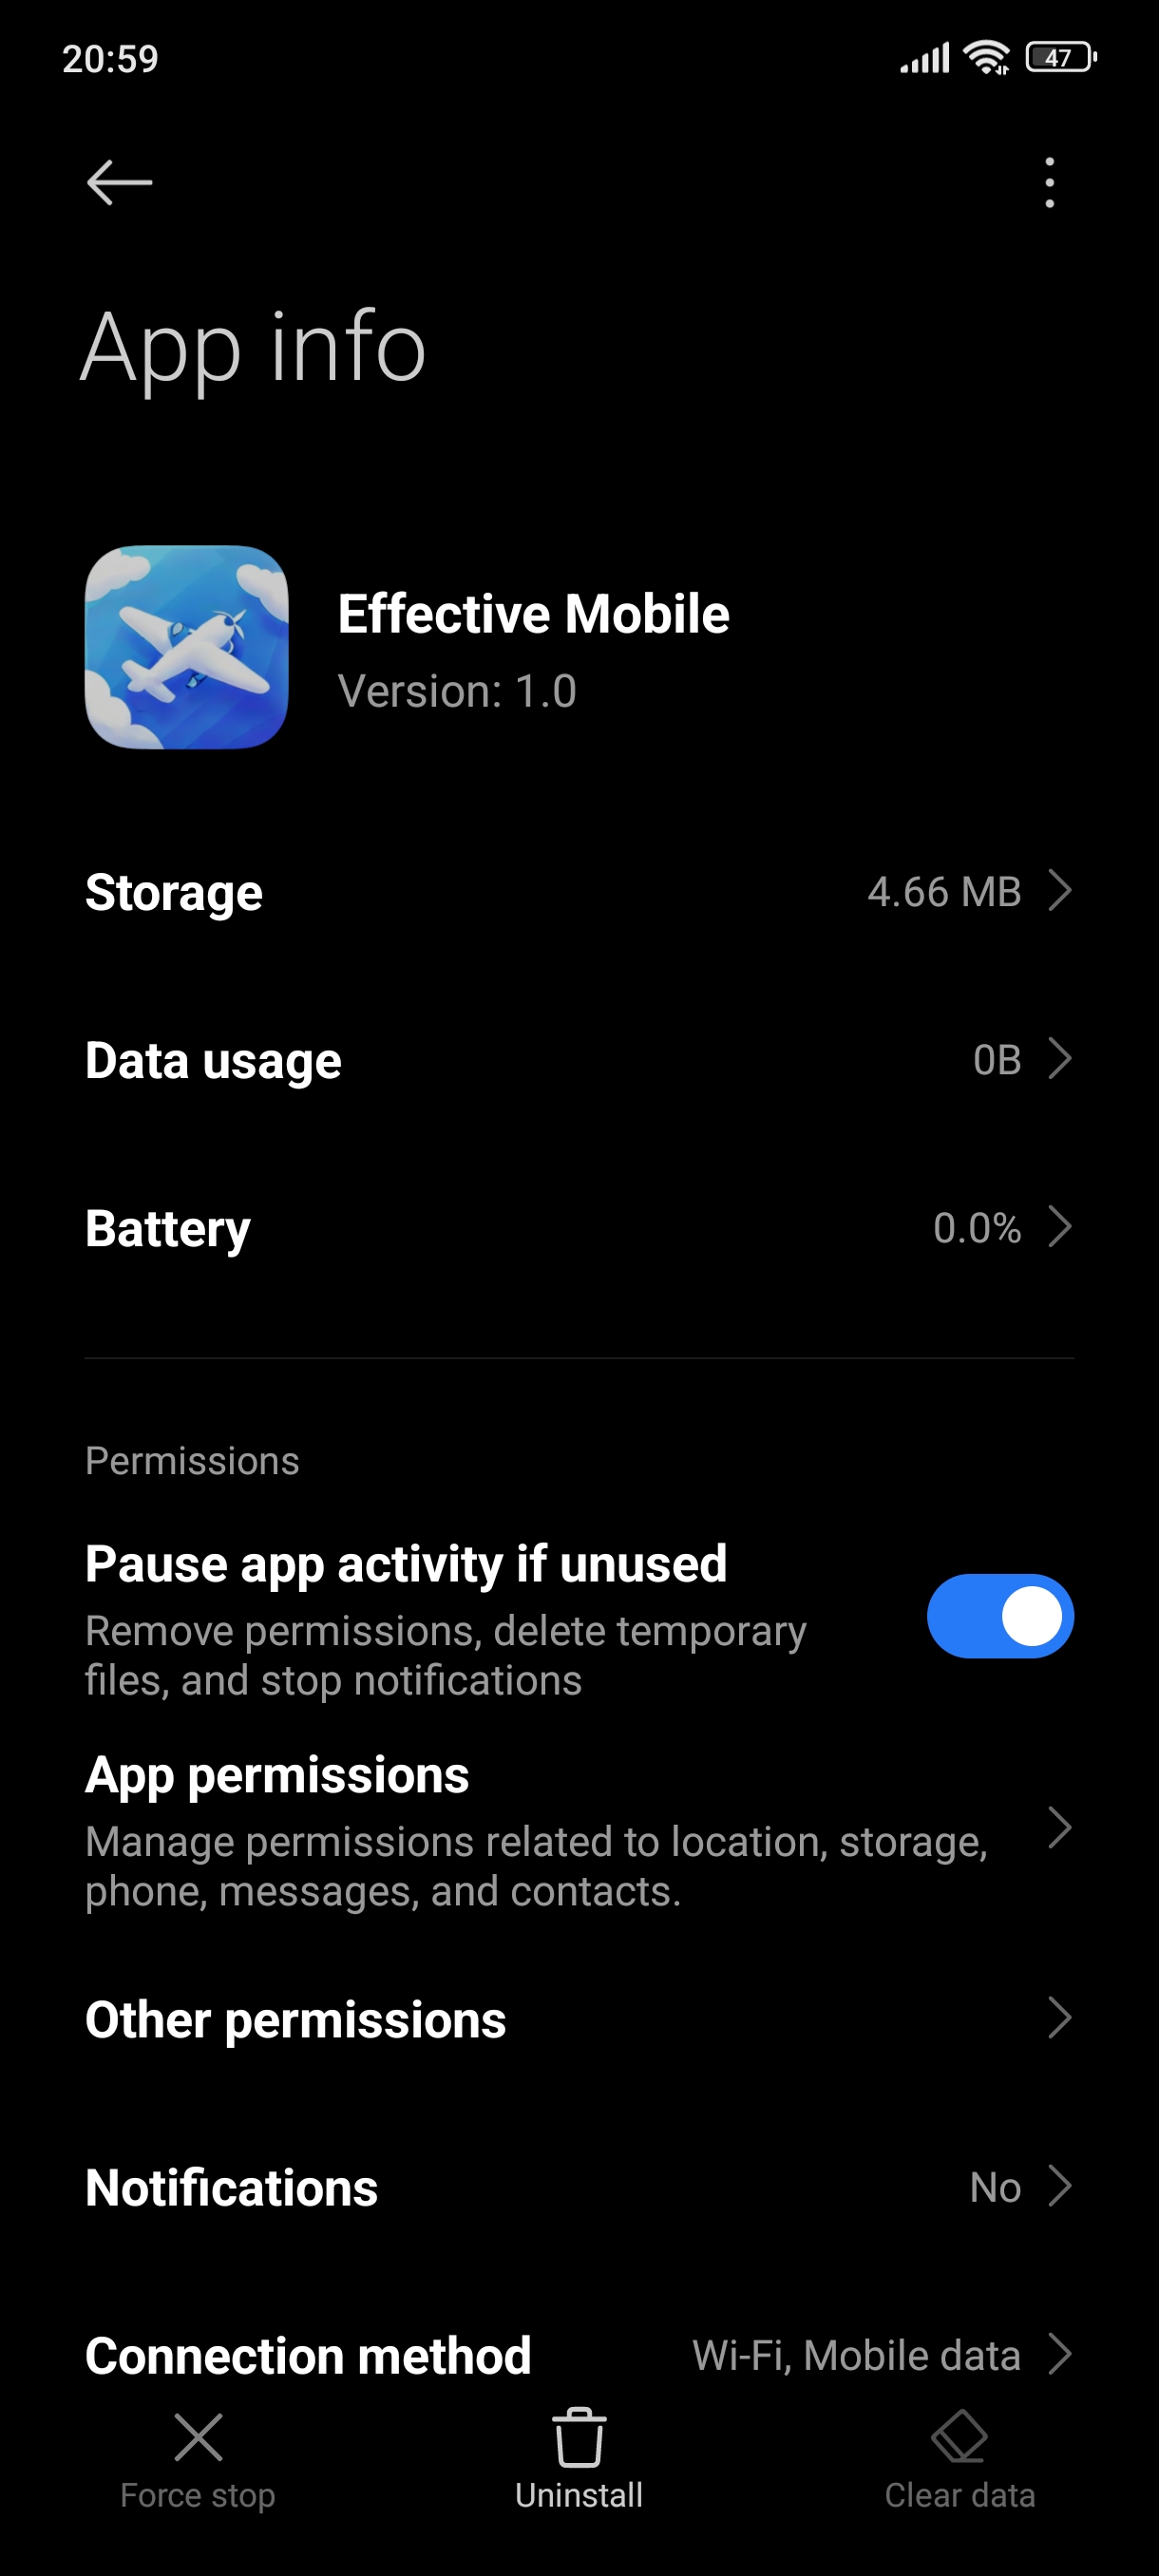 20:59
47
App info
Effective Mobile
Version: 1.0
Storage 4.66 MB
Data usage 0B
Battery 0.0%
Permissions
Pause app activity if unused
Remove permissions, delete temporary
files, and stop notifications
App permissions
Manage permissions related to location, storage,
phone, messages, and contacts.
Other permissions
Notifications No
Connection method Wi-Fi, Mobile data
Force stop Uninstall Clear data